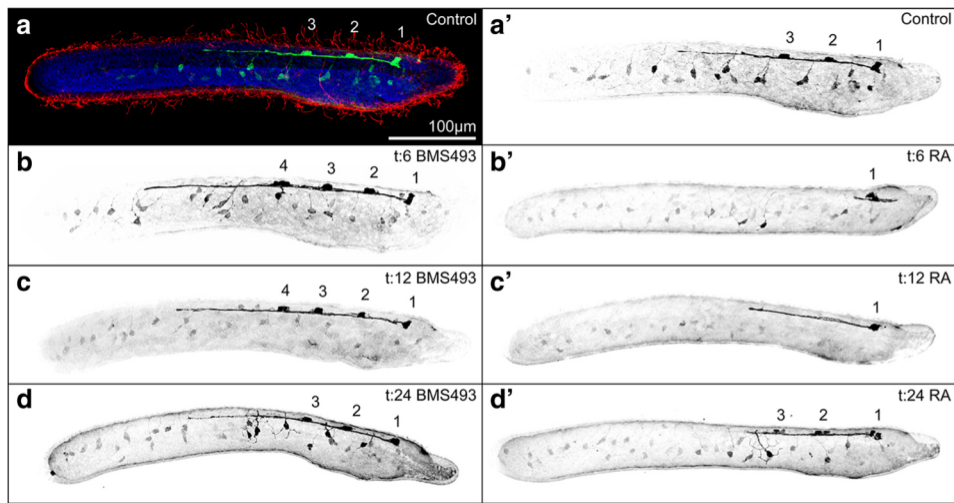 a 3 2 1 Control
100μm
a' 3 2 1 Control
b 4 3 2 1 t:6 BMS493
b' 1 t:6 RA
c 4 3 2 1 t:12 BMS493
c' 1 t:12 RA
d 3 2 1 t:24 BMS493
d' 3 2 1 t:24 RA